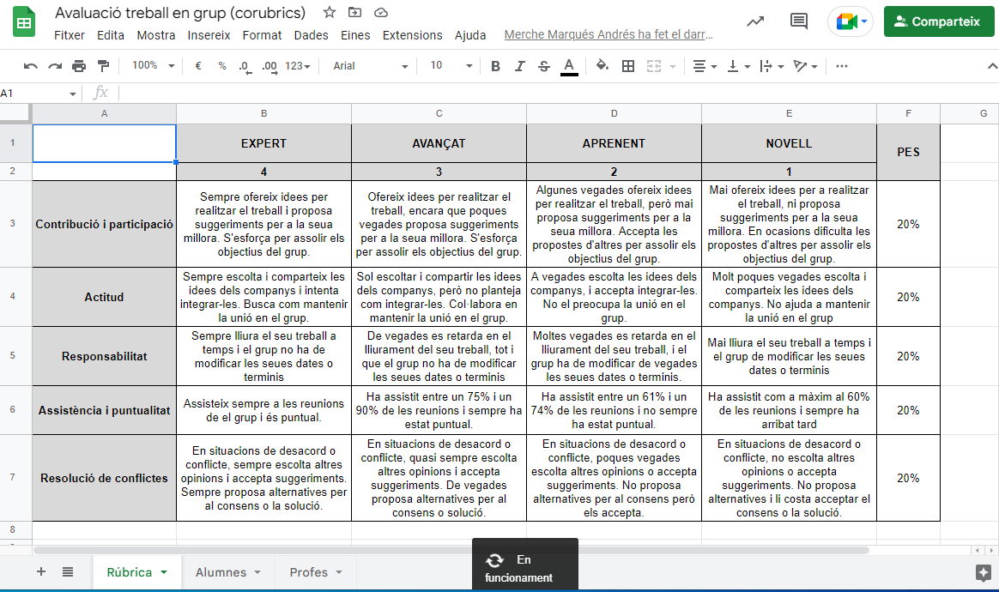 Avaluació treball en grup (corubrics)
Fitxer Edita Mostra Insereix Format Dades Eines Extensions Ajuda Merche Marqués Andrés ha fet el darr…
Comparteix
100% € % .0 .00 123 Arial 10 B I S A
A1 fx
A B C D E F G
1 EXPERT AVANÇAT APRENENT NOVELL PES
2 4 3 2 1
3
Contribució i participació
Sempre ofereix idees per
realitzar el treball i proposa
suggeriments per a la seua
millora. S'esforça per assolir els
objectius del grup.
Ofereix idees per realitzar el
treball, encara que poques
vegades proposa suggeriments
per a la seua millora. S'esforça
per assolir els objectius del grup.
Algunes vegades ofereix idees
per realitzar el treball, però mai
proposa suggeriments per a la
seua millora. Accepta les
propostes d'altres per assolir els
objectius del grup.
Mai ofereix idees per a realitzar
el treball, ni proposa
suggeriments per a la seua
millora. En ocasions dificulta les
propostes d'altres per assolir els
objectius del grup.
20%
4
Actitud
Sempre escolta i comparteix les
idees dels companys i intenta
integrar-les. Busca com mantenir
la unió en el grup.
Sol escoltar i compartir les idees
dels companys, però no planteja
com integrar-les. Col·labora en
mantenir la unió en el grup.
A vegades escolta les idees dels
companys, i accepta integrar-les.
No el preocupa la unió en el
grup.
Molt poques vegades escolta i
comparteix les idees dels
companys. No ajuda a mantenir
la unió en el grup
20%
5
Responsabilitat
Sempre lliura el seu treball a
temps i el grup no ha de
modificar les seues dates o
terminis
De vegades es retarda en el
lliurament del seu treball, tot i
que el grup no ha de modificar
les seues dates o terminis
Moltes vegades es retarda en el
lliurament del seu treball, i el
grup ha de modificar de vegades
les seues dates o terminis.
Mai lliura el seu treball a temps i
el grup de modificar les seues
dates o terminis
20%
6
Assistència i puntualitat
Assisteix sempre a les reunions
de el grup i és puntual.
Ha assistit entre un 75% i un
90% de les reunions i sempre ha
estat puntual.
Ha assistit entre un 61% i un
74% de les reunions i no sempre
ha estat puntual.
Ha assistit com a màxim al 60%
de les reunions i sempre ha
arribat tard
20%
7
Resolució de conflictes
En situacions de desacord o
conflicte, sempre escolta altres
opinions i accepta suggeriments.
Sempre proposa alternatives per
al consens o la solució.
En situacions de desacord o
conflicte, quasi sempre escolta
altres opinions i accepta
suggeriments. De vegades
proposa alternatives per al
consens o solució.
En situacions de desacord o
conflicte, poques vegades
escolta altres opinions o accepta
suggeriments. No proposa
alternatives per al consens però
els accepta.
En situacions de desacord o
conflicte, no escolta altres
opinions o accepta
suggeriments. No proposa
alternatives i li costa acceptar el
consens o la solució.
20%
8
En
funcionament
Rúbrica Alumnes Profes